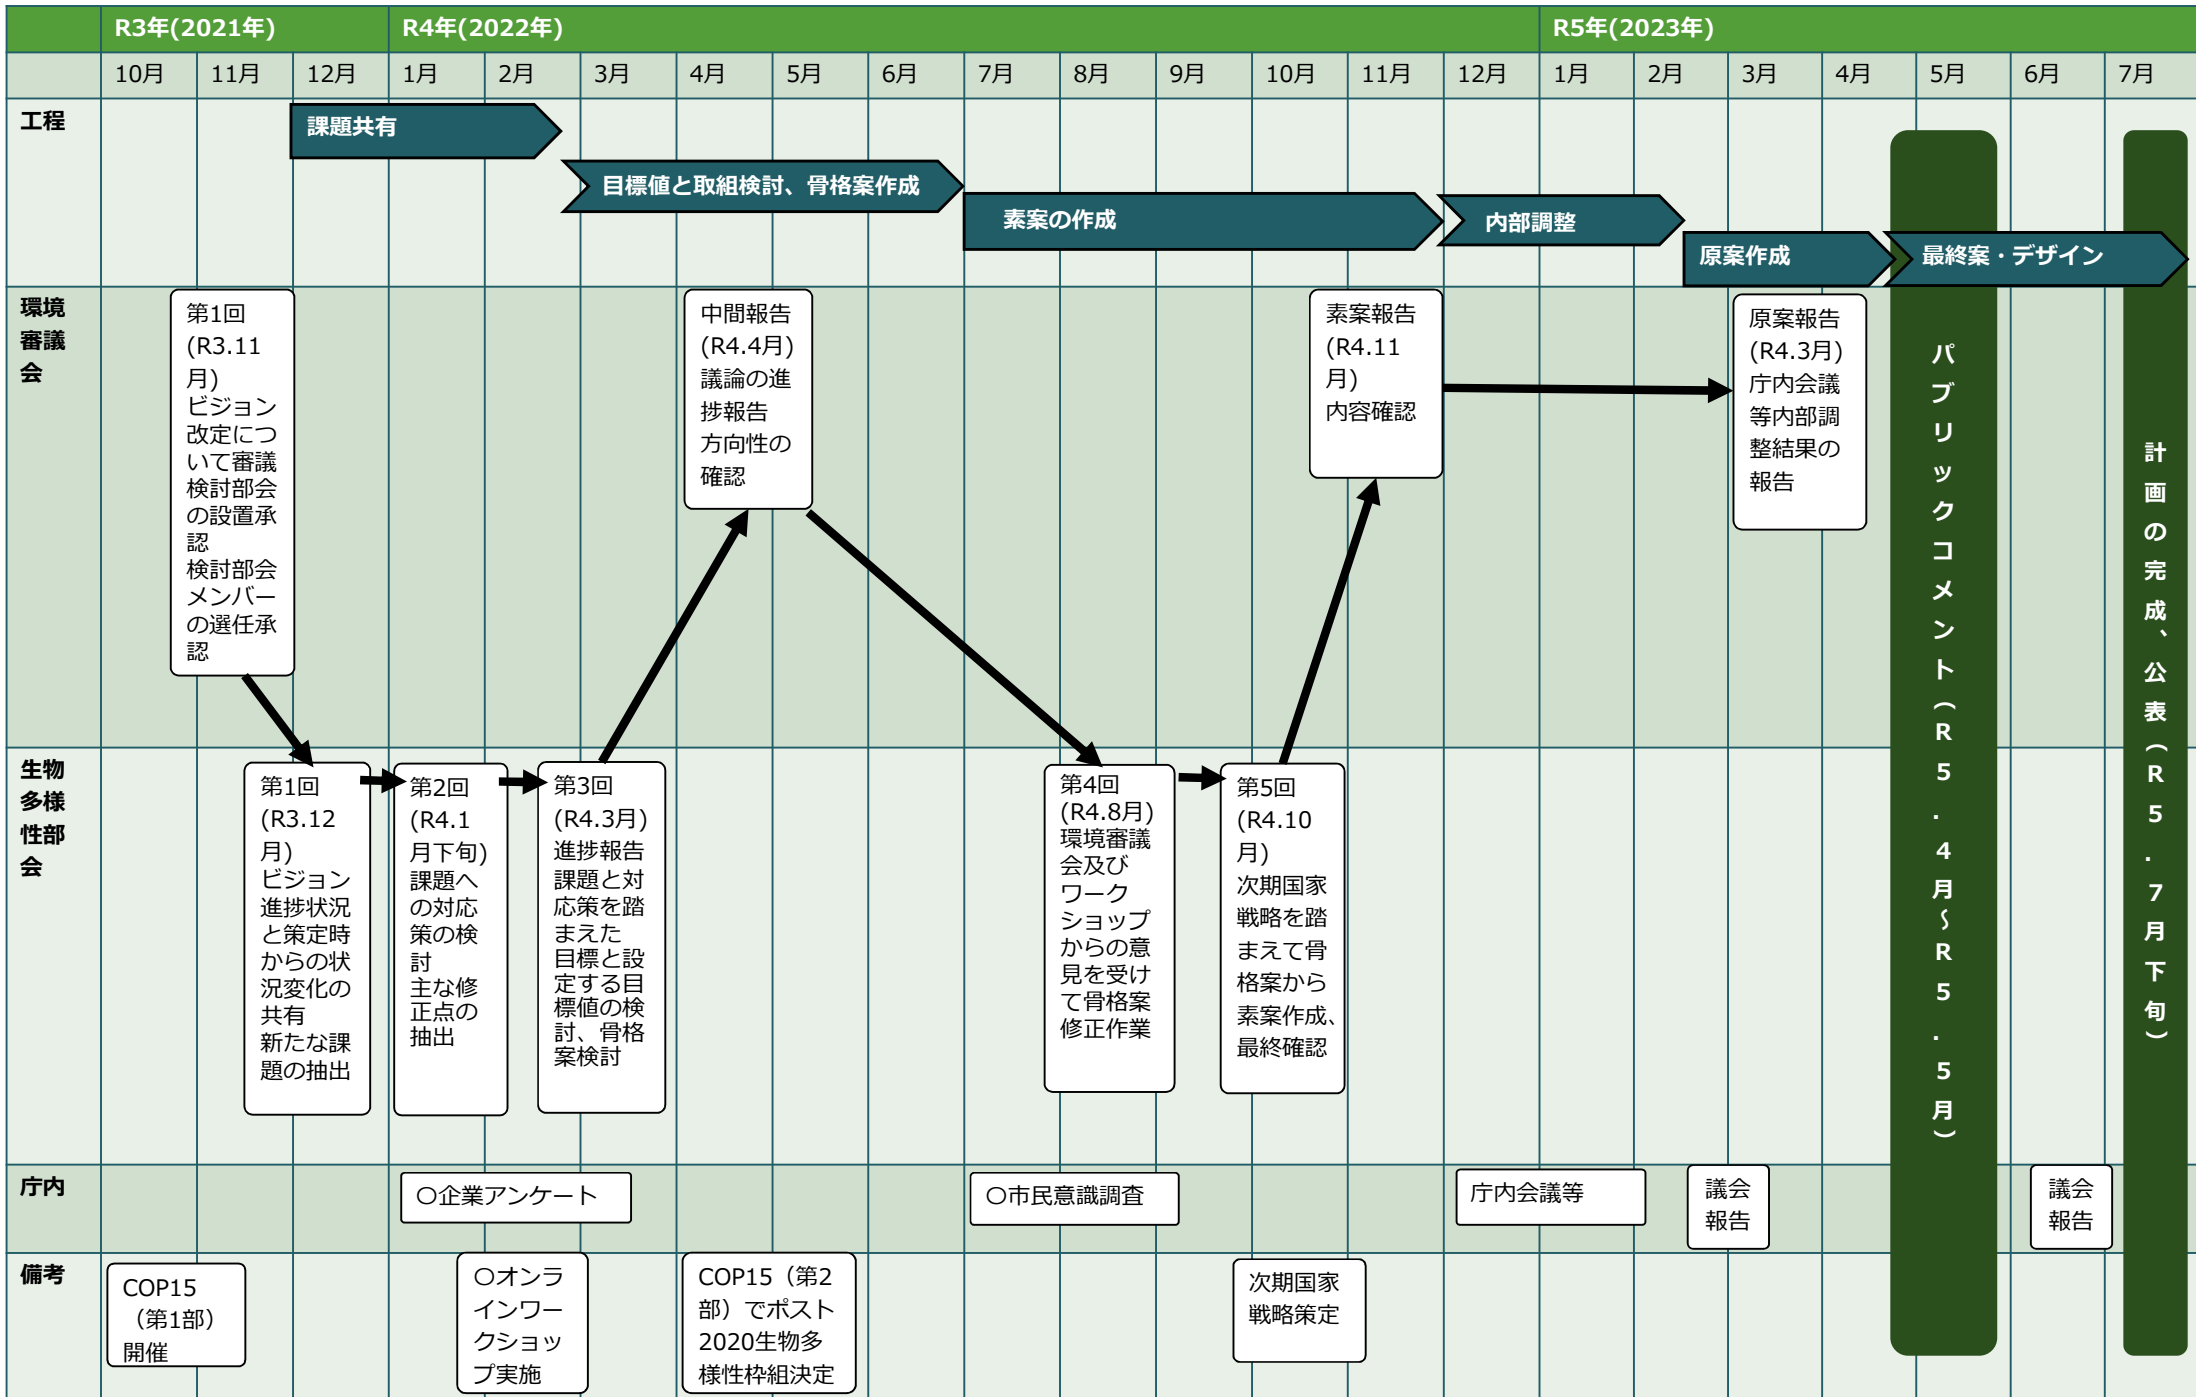 R3年(2021年)
R4年(2022年)
R5年(2023年)
10月
11月
12月
1月
2月
3月
4月
5月
6月
7月
8月
9月
10月
11月
12月
1月
2月
3月
4月
5月
6月
7月
工程
課題共有
目標値と取組検討、骨格案作成
素案の作成
内部調整
原案作成
最終案・デザイン
環境
審議
会
第1回
(R3.11
月)
ビジョン
改定につ
いて審議
検討部会
の設置承
認
検討部会
メンバー
の選任承
認
中間報告
(R4.4月)
議論の進
捗報告
方向性の
確認
素案報告
(R4.11
月)
内容確認
原案報告
(R4.3月)
庁内会議
等内部調
整結果の
報告
パブリックコメント(R5.4月~R5.5月)
計画の完成、公表(R5.7月下旬)
生物
多様
性部
会
第1回
(R3.12
月)
ビジョン
進捗状況
と策定時
からの状
況変化の
共有
新たな課
題の抽出
第2回
(R4.1
月下旬)
課題へ
の対応
策の検
討
主な修
正点の
抽出
第3回
(R4.3月)
進捗報告
課題と対
応策を踏
まえた
目標と設
定する目
標値の検
討、骨格
案検討
第4回
(R4.8月)
環境審議
会及び
ワーク
ショップ
からの意
見を受け
て骨格案
修正作業
第5回
(R4.10
月)
次期国家
戦略を踏
まえて骨
格案から
素案作成、
最終確認
庁内
〇企業アンケート
〇市民意識調査
庁内会議等
議会
報告
議会
報告
備考
COP15
（第1部）
開催
〇オンラ
インワー
クショッ
プ実施
COP15（第2
部）でポスト
2020生物多
様性枠組決定
次期国家
戦略策定